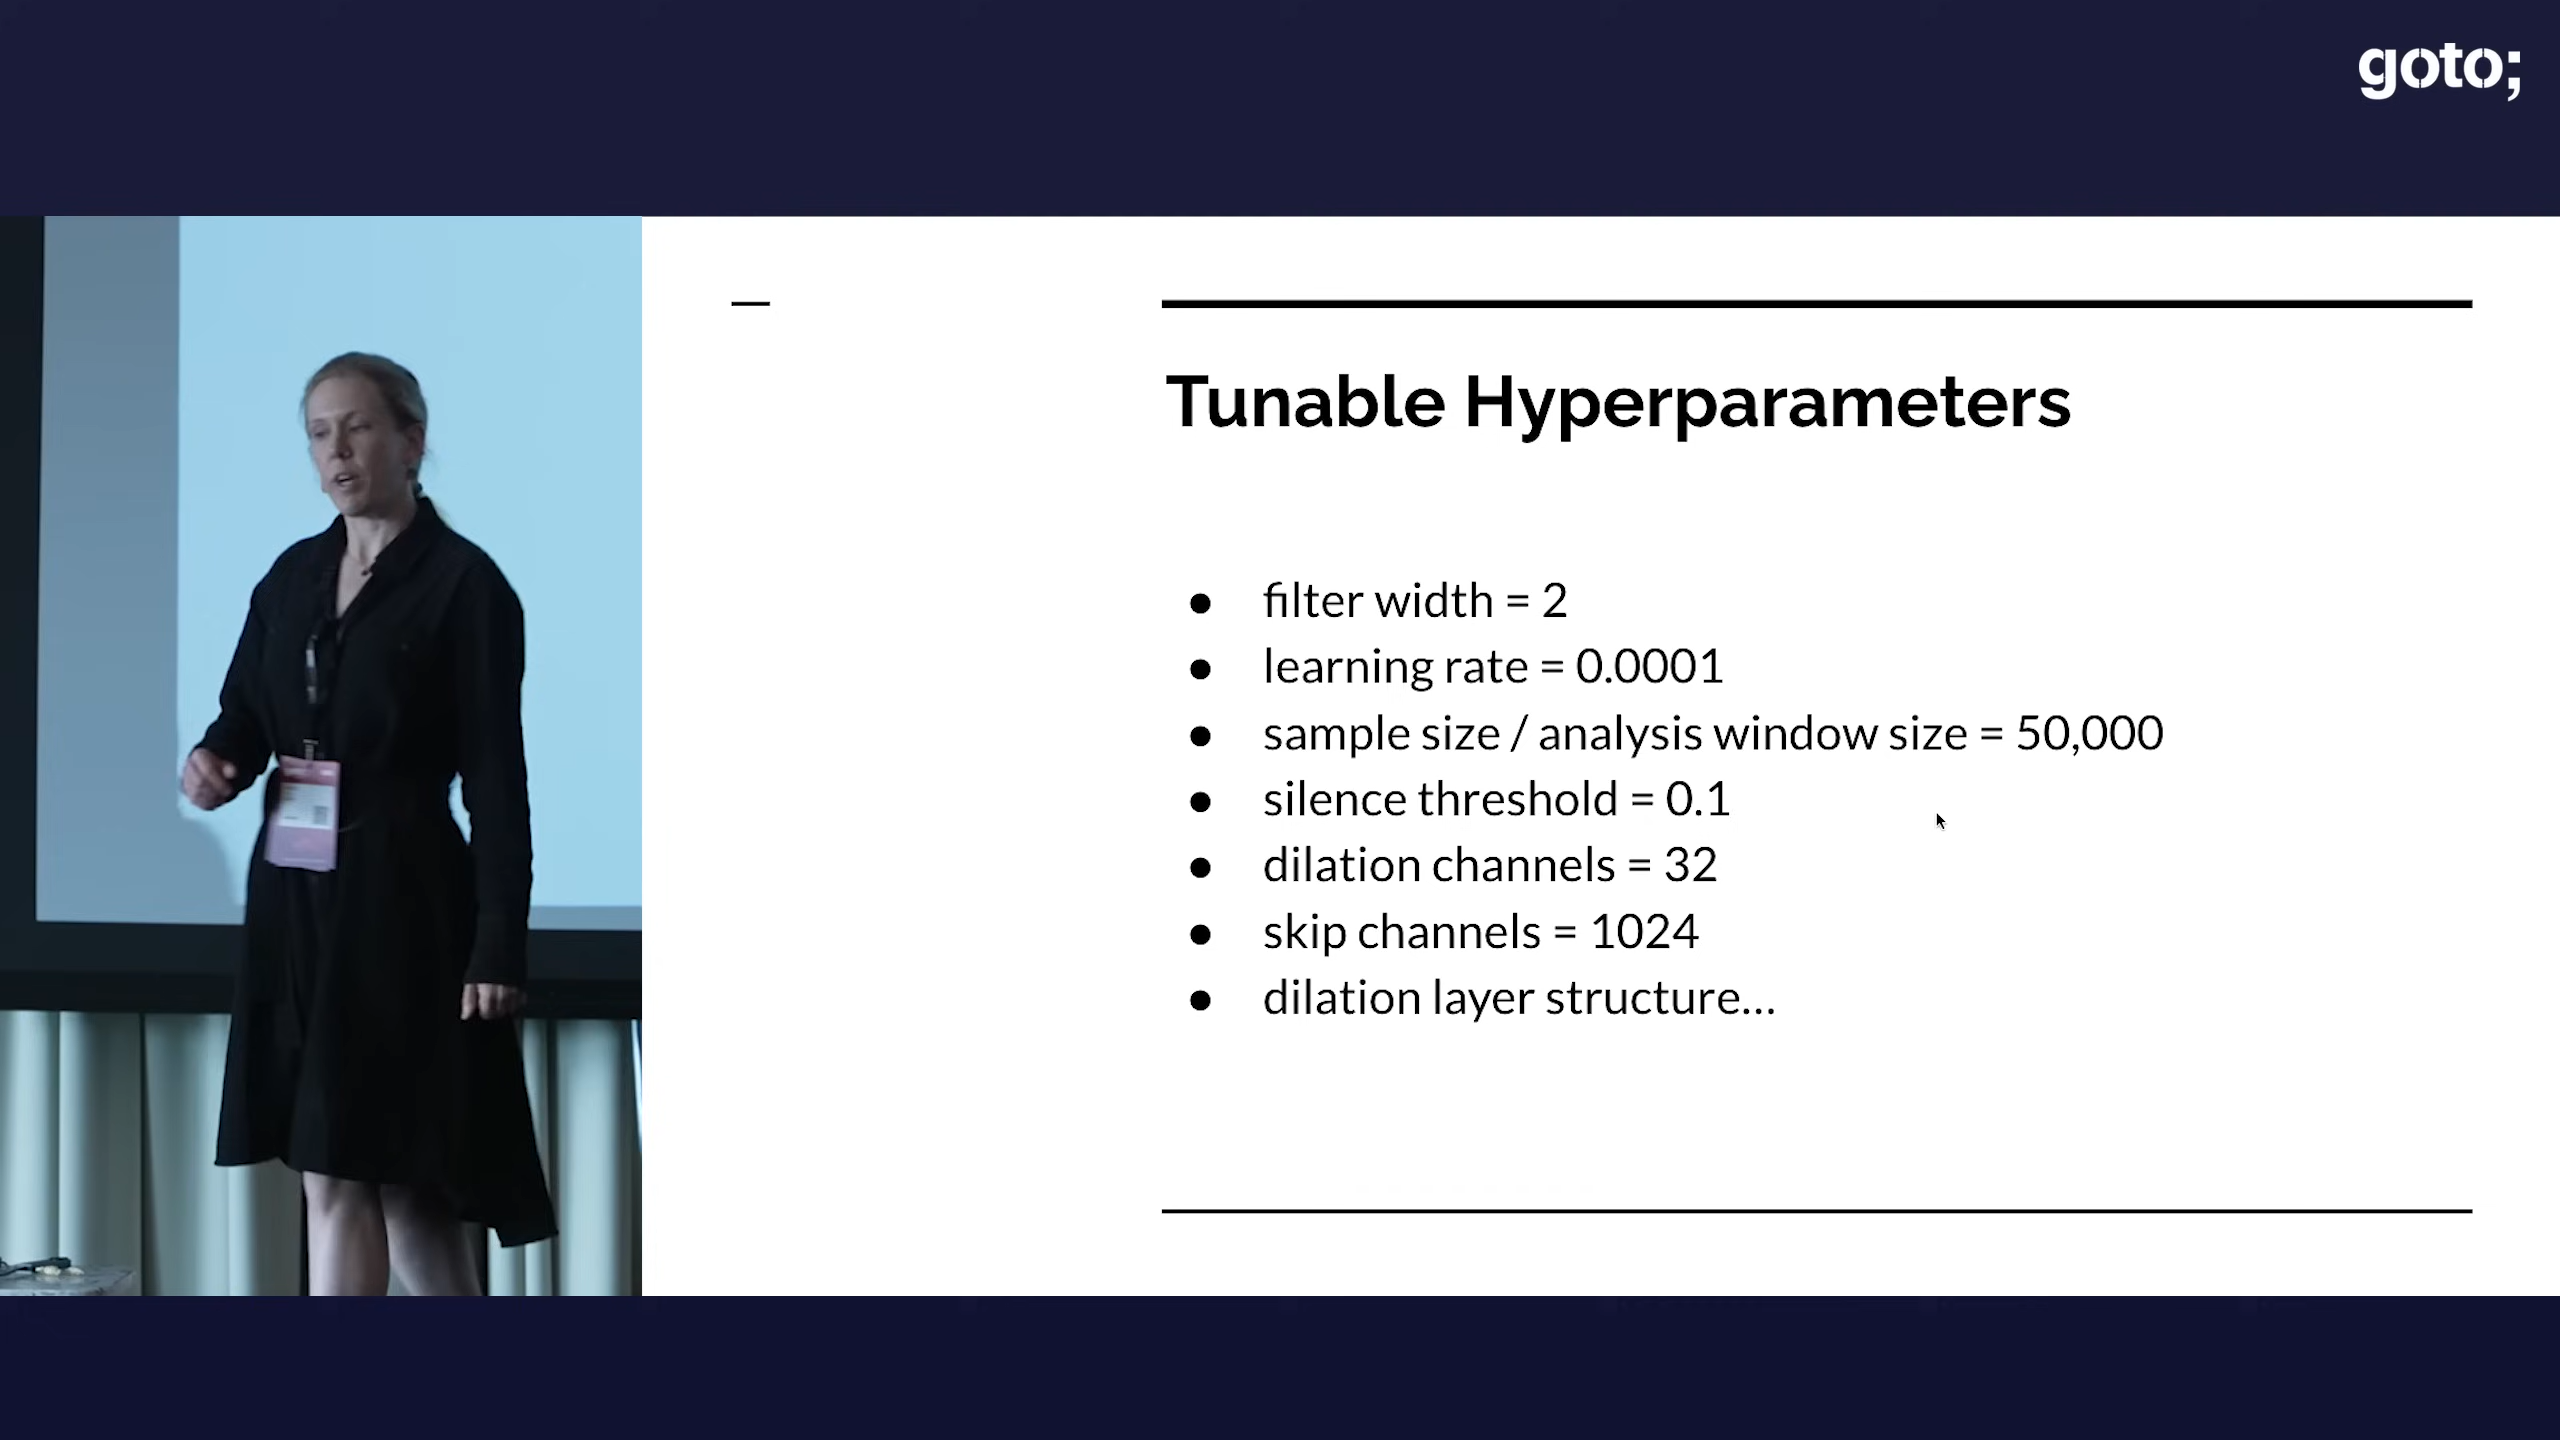 goto;
Tunable Hyperparameters
● filter width = 2
● learning rate = 0.0001
● sample size / analysis window size = 50,000
● silence threshold = 0.1
● dilation channels = 32
● skip channels = 1024
● dilation layer structure...